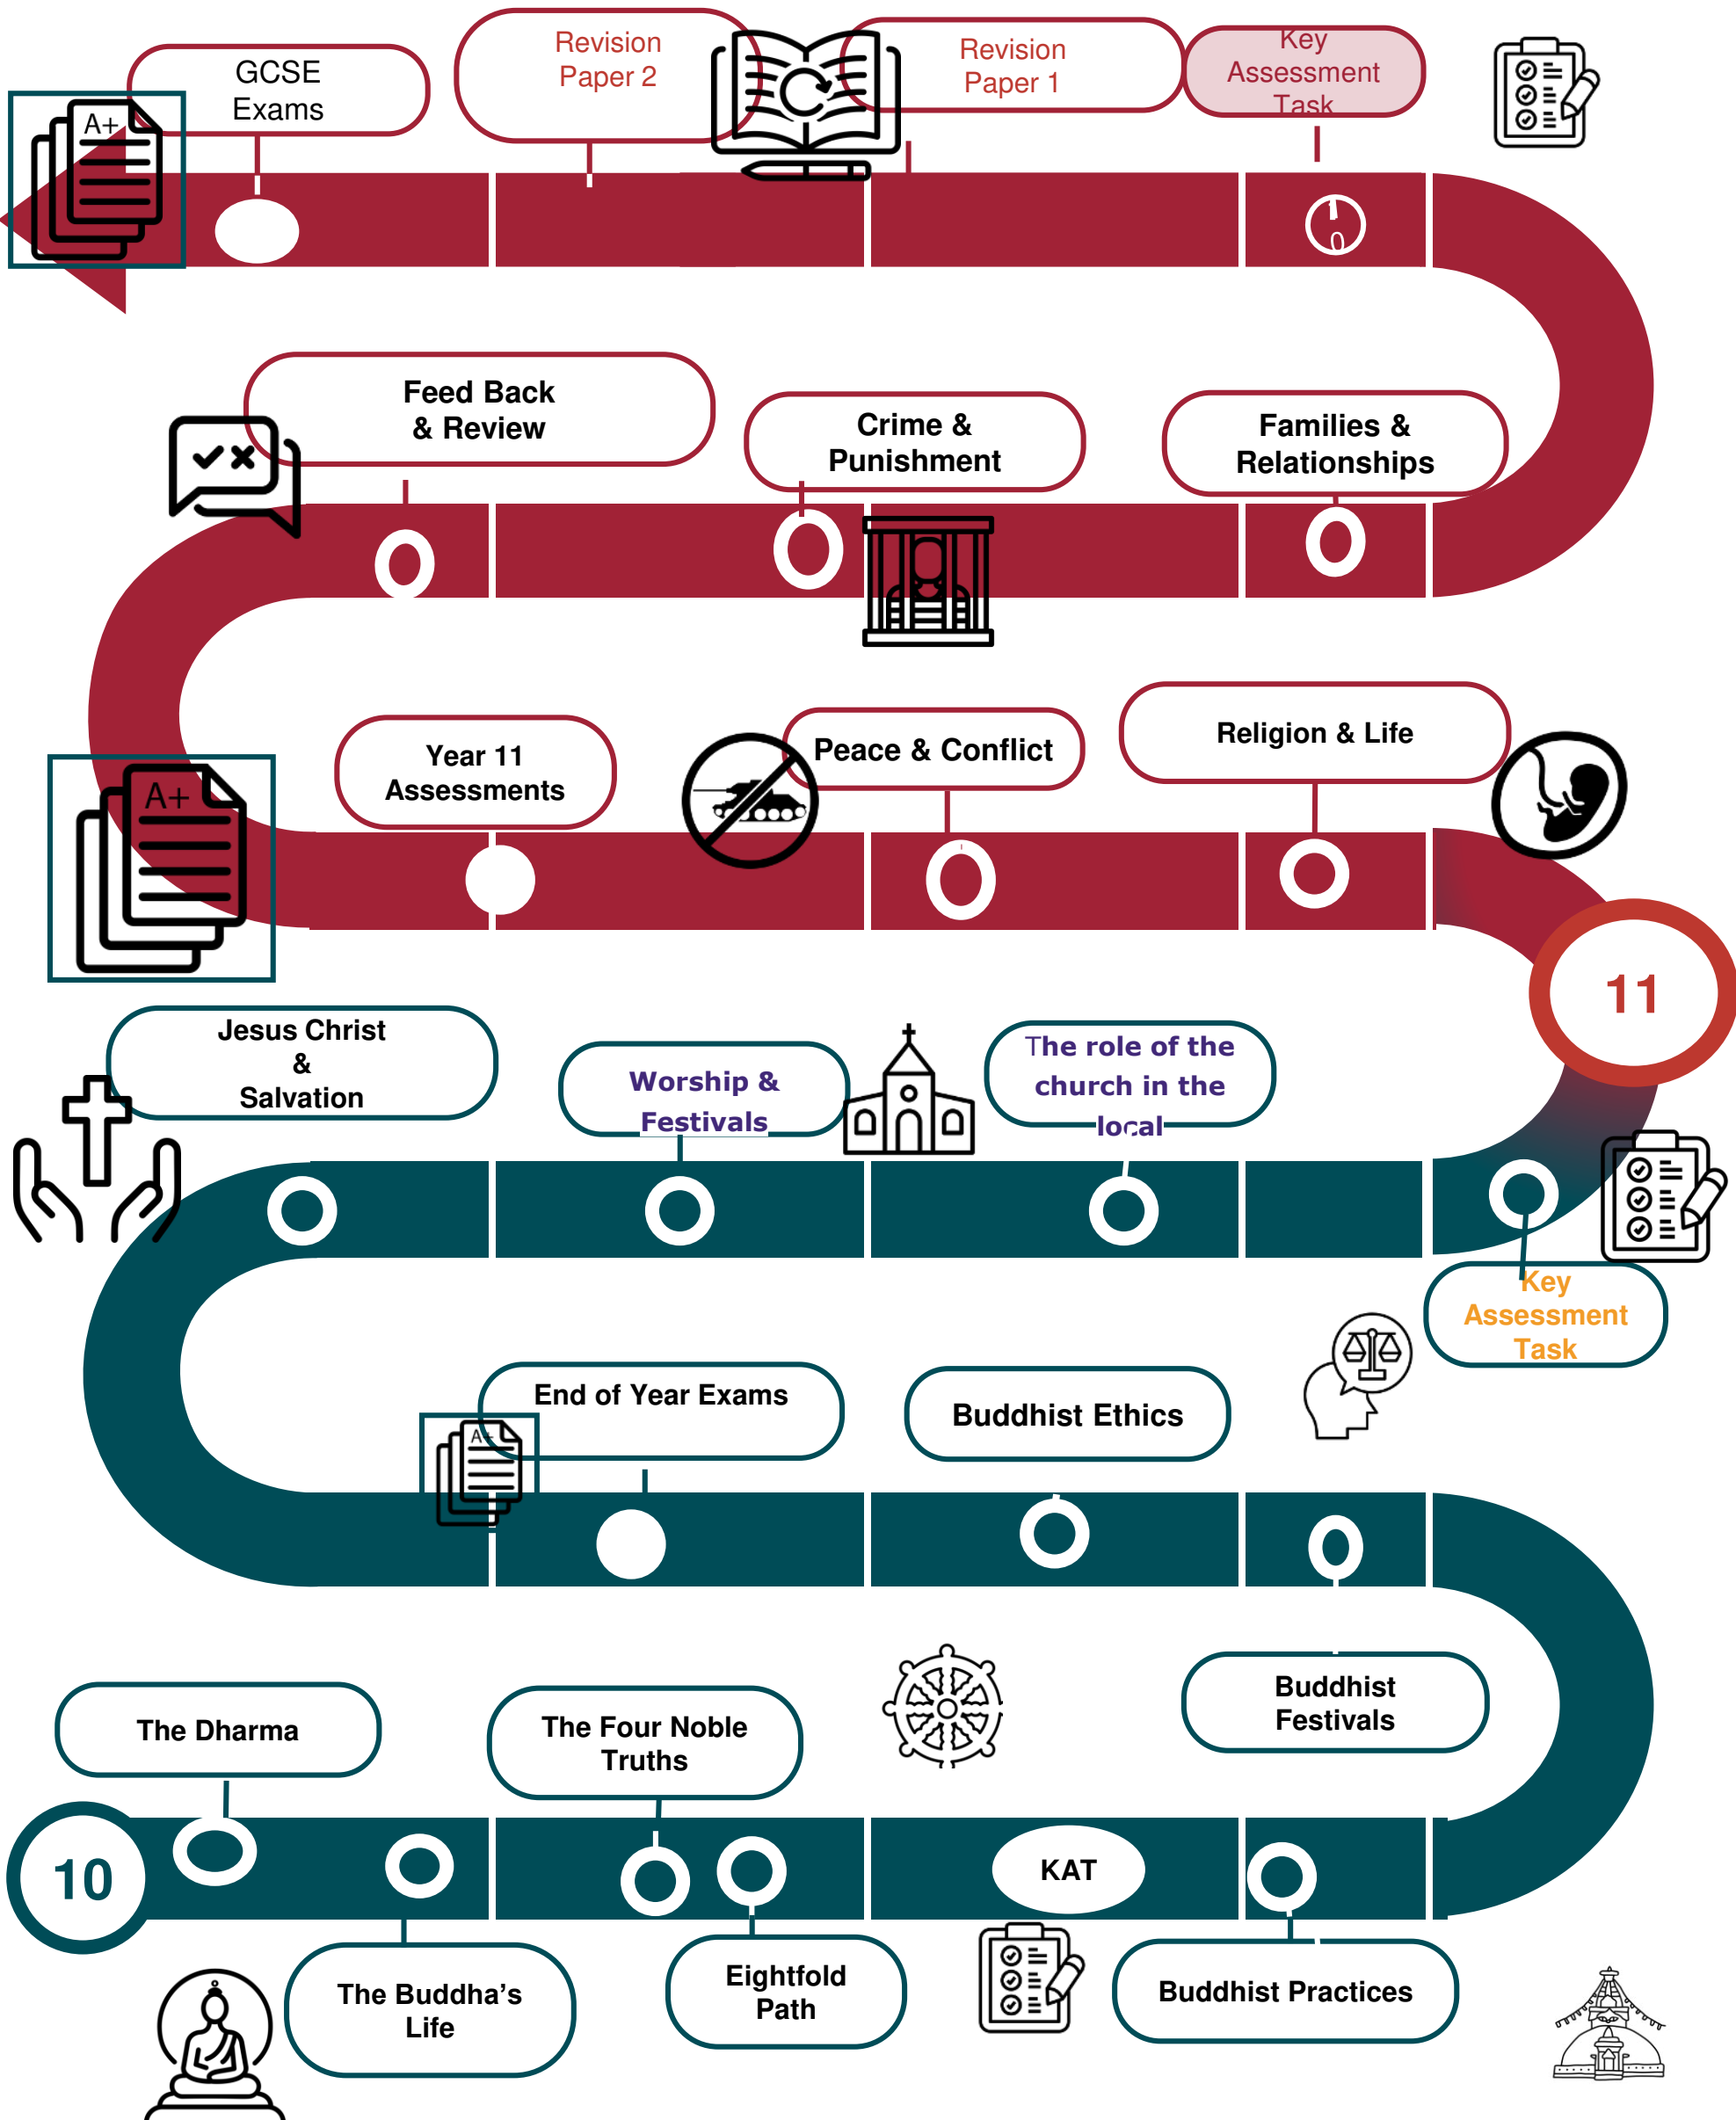 GCSE
Exams
Revision
Paper 2
Revision
Paper 1
Key
Assessment
Task
A+
0
Feed Back
& Review
Crime &
Punishment
Families &
Relationships
Year 11
Assessments
Peace & Conflict
Religion & Life
A+
11
Jesus Christ
&
Salvation
Worship &
Festivals
The role of the
church in the
local
Key
Assessment
Task
End of Year Exams
Buddhist Ethics
A+
Buddhist
Festivals
The Dharma
The Four Noble
Truths
10
KAT
The Buddha's
Life
Eightfold
Path
Buddhist Practices